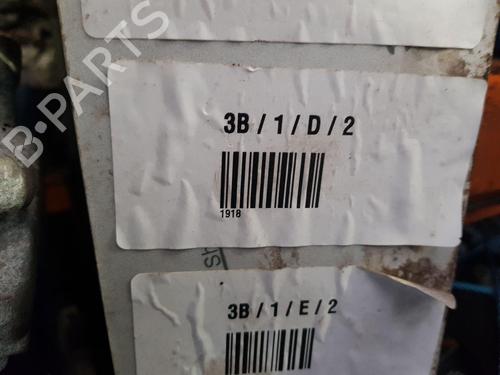 B-PARTS
3B / 1 / D / 2
1918
3B / 1 / E / 2